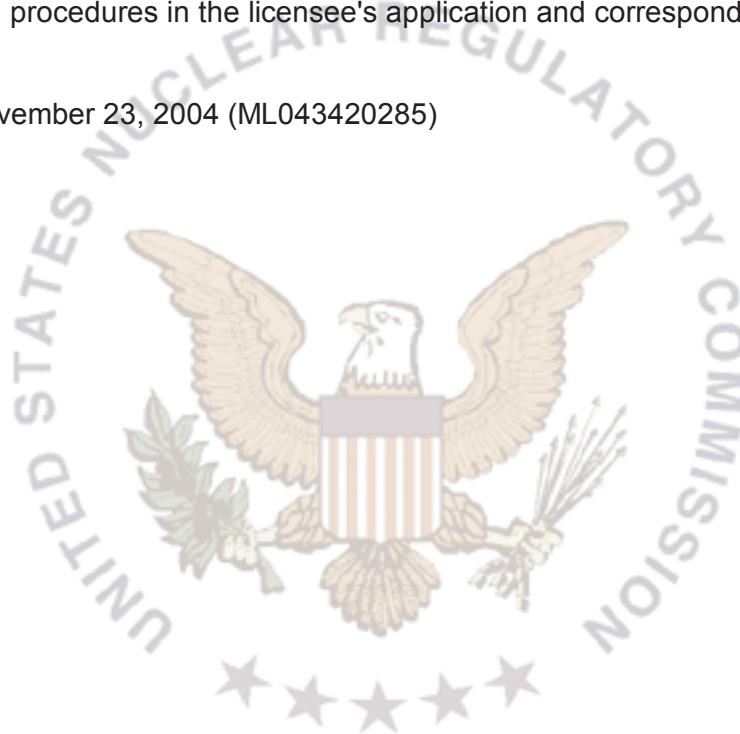 procedures in the licensee's application and correspond
vember 23, 2004 (ML043420285)
UNITED STATES NUCLEAR REGULATORY COMMISSION